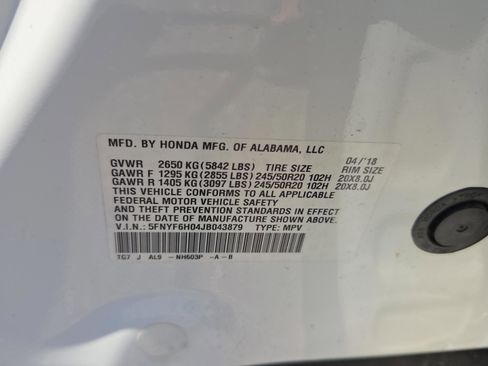 MFD. BY HONDA MFG. OF ALABAMA, LLC
04 / '18
GVWR 2650 KG (5842 LBS) TIRE SIZE RIM SIZE
GAWR F 1295 KG (2855 LBS) 245/50R20 102H 20X8.0J
GAWR R 1405 KG (3097 LBS) 245/50R20 102H 20X8.0J
THIS VEHICLE CONFORMS TO ALL APPLICABLE
FEDERAL MOTOR VEHICLE SAFETY
AND THEFT PREVENTION STANDARDS IN EFFECT
ON THE DATE OF MANUFACTURE SHOWN ABOVE.
V.I.N.: 5FNYF6H04JB043879 TYPE: MPV
TG7 J AL9 -NH603P -A -B